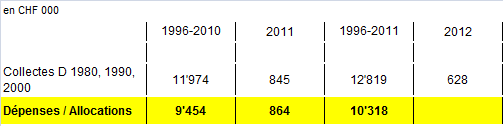 en CHF 000
1996-2010 2011 1996-2011 2012
Collectes D 1980, 1990, 2000 11'974 845 12'819 628
Dépenses / Allocations 9'454 864 10'318